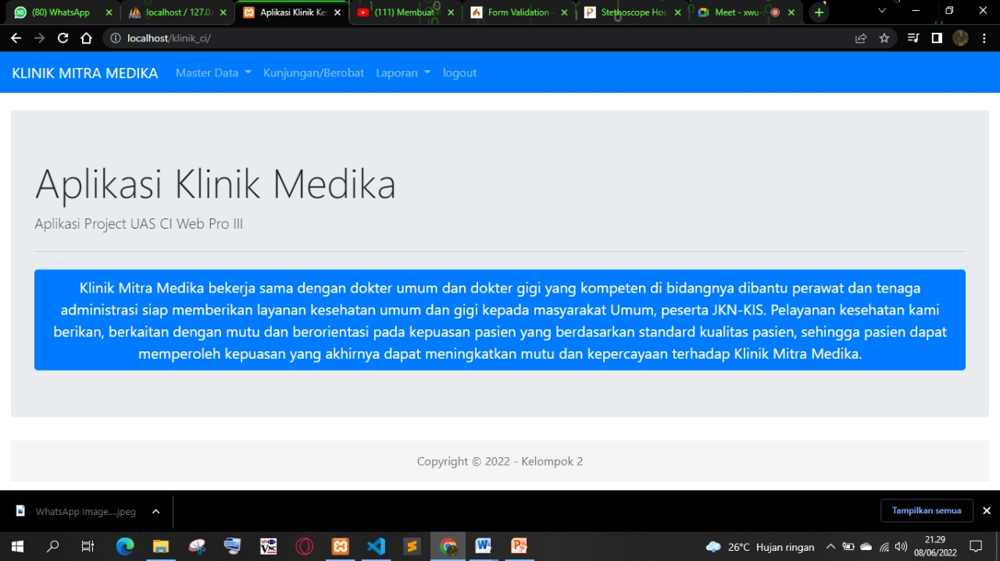 (80) WhatsApp
localhost / 127.0.
Aplikasi Klinik Ke
(111) Membuat
Form Validation
Stethoscope Hos
Meet - xwu-
localhost/klinik_ci/
KLINIK MITRA MEDIKA Master Data Kunjungan/Berobat Laporan logout
Aplikasi Klinik Medika
Aplikasi Project UAS CI Web Pro III
Klinik Mitra Medika bekerja sama dengan dokter umum dan dokter gigi yang kompeten di bidangnya dibantu perawat dan tenaga
administrasi siap memberikan layanan kesehatan umum dan gigi kepada masyarakat Umum, peserta JKN-KIS. Pelayanan kesehatan kami
berikan, berkaitan dengan mutu dan berorientasi pada kepuasan pasien yang berdasarkan standard kualitas pasien, sehingga pasien dapat
memperoleh kepuasan yang akhirnya dapat meningkatkan mutu dan kepercayaan terhadap Klinik Mitra Medika.
Copyright © 2022 - Kelompok 2
WhatsApp Image....jpeg
Tampilkan semua
26°C Hujan ringan
21.29
08/06/2022